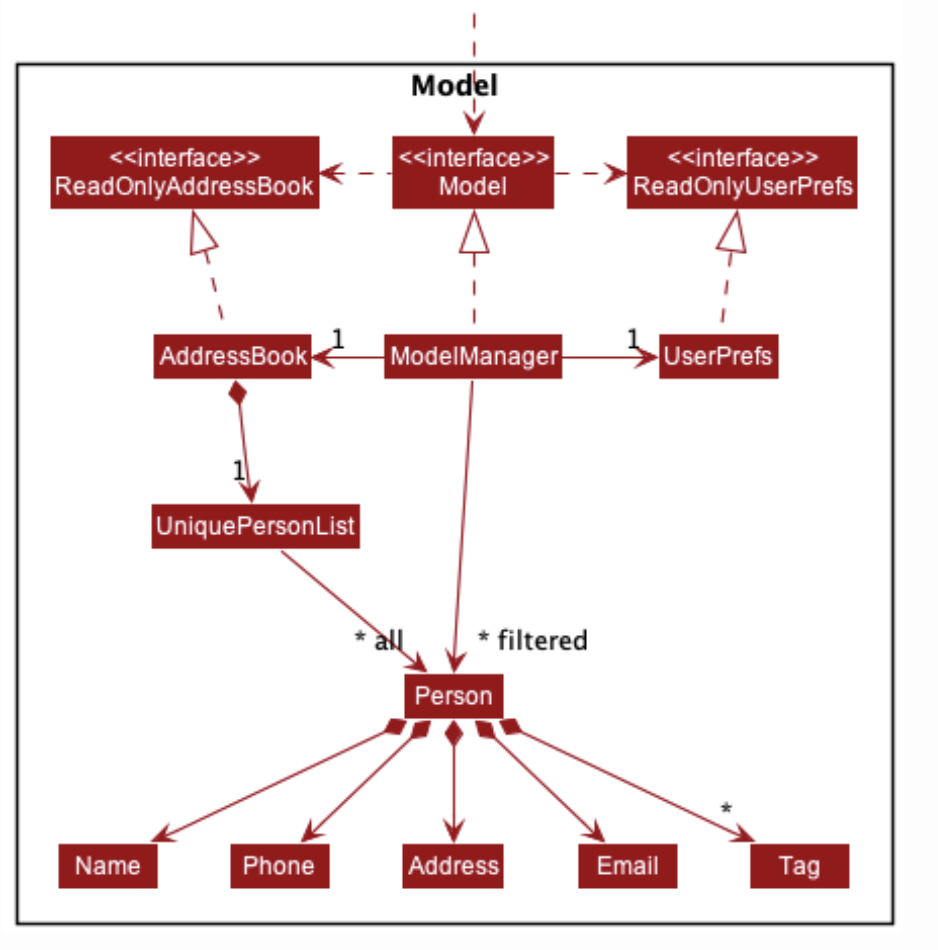 Model
<<interface>>
ReadOnlyAddressBook
<<interface>>
Model
<<interface>>
ReadOnlyUserPrefs
AddressBook
1
ModelManager
1
UserPrefs
1
UniquePersonList
* all
* filtered
Person
*
Name
Phone
Address
Email
Tag